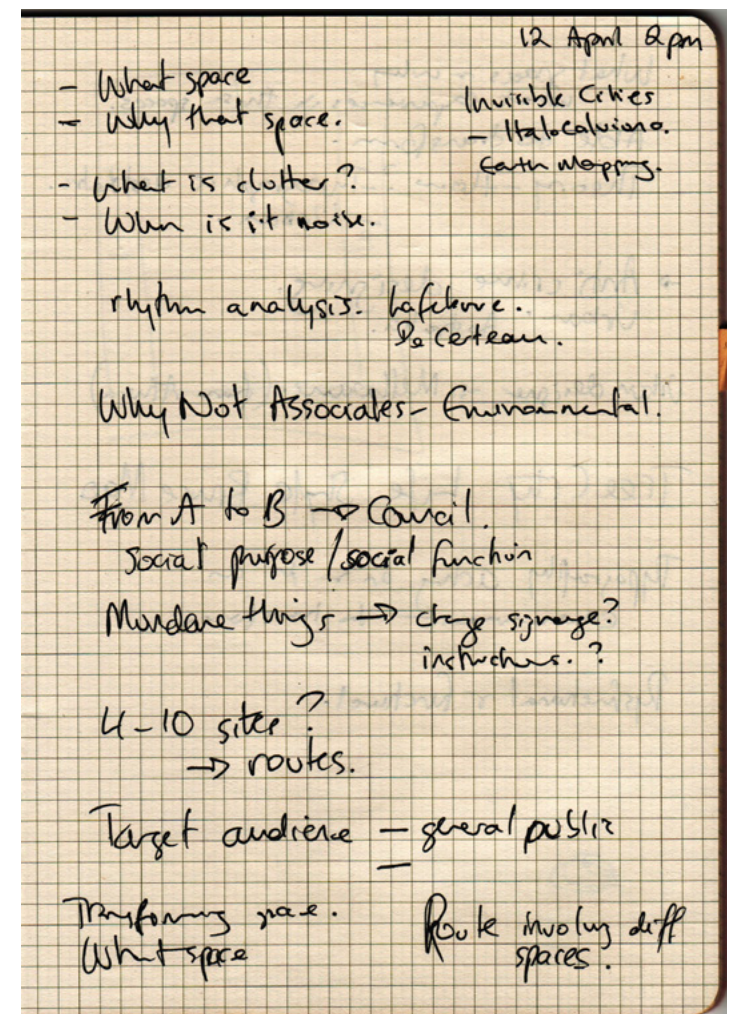 12 April 2pm
- What space
- Why that space.
Invisible Cities
- Italo Calviano.
Earth Mapping.
- What is clutter?
- When is it noise.
rhythm analysis. Lafebvre.
De Certeau.
Why Not Associates - Environmental.
From A to B → Council.
social purpose / social function
Mundane things → change signage?
instructions. ?
4-10 sites?
→ routes.
Target audience - general public
-
Transforming space.
What space
Route involving diff
spaces.